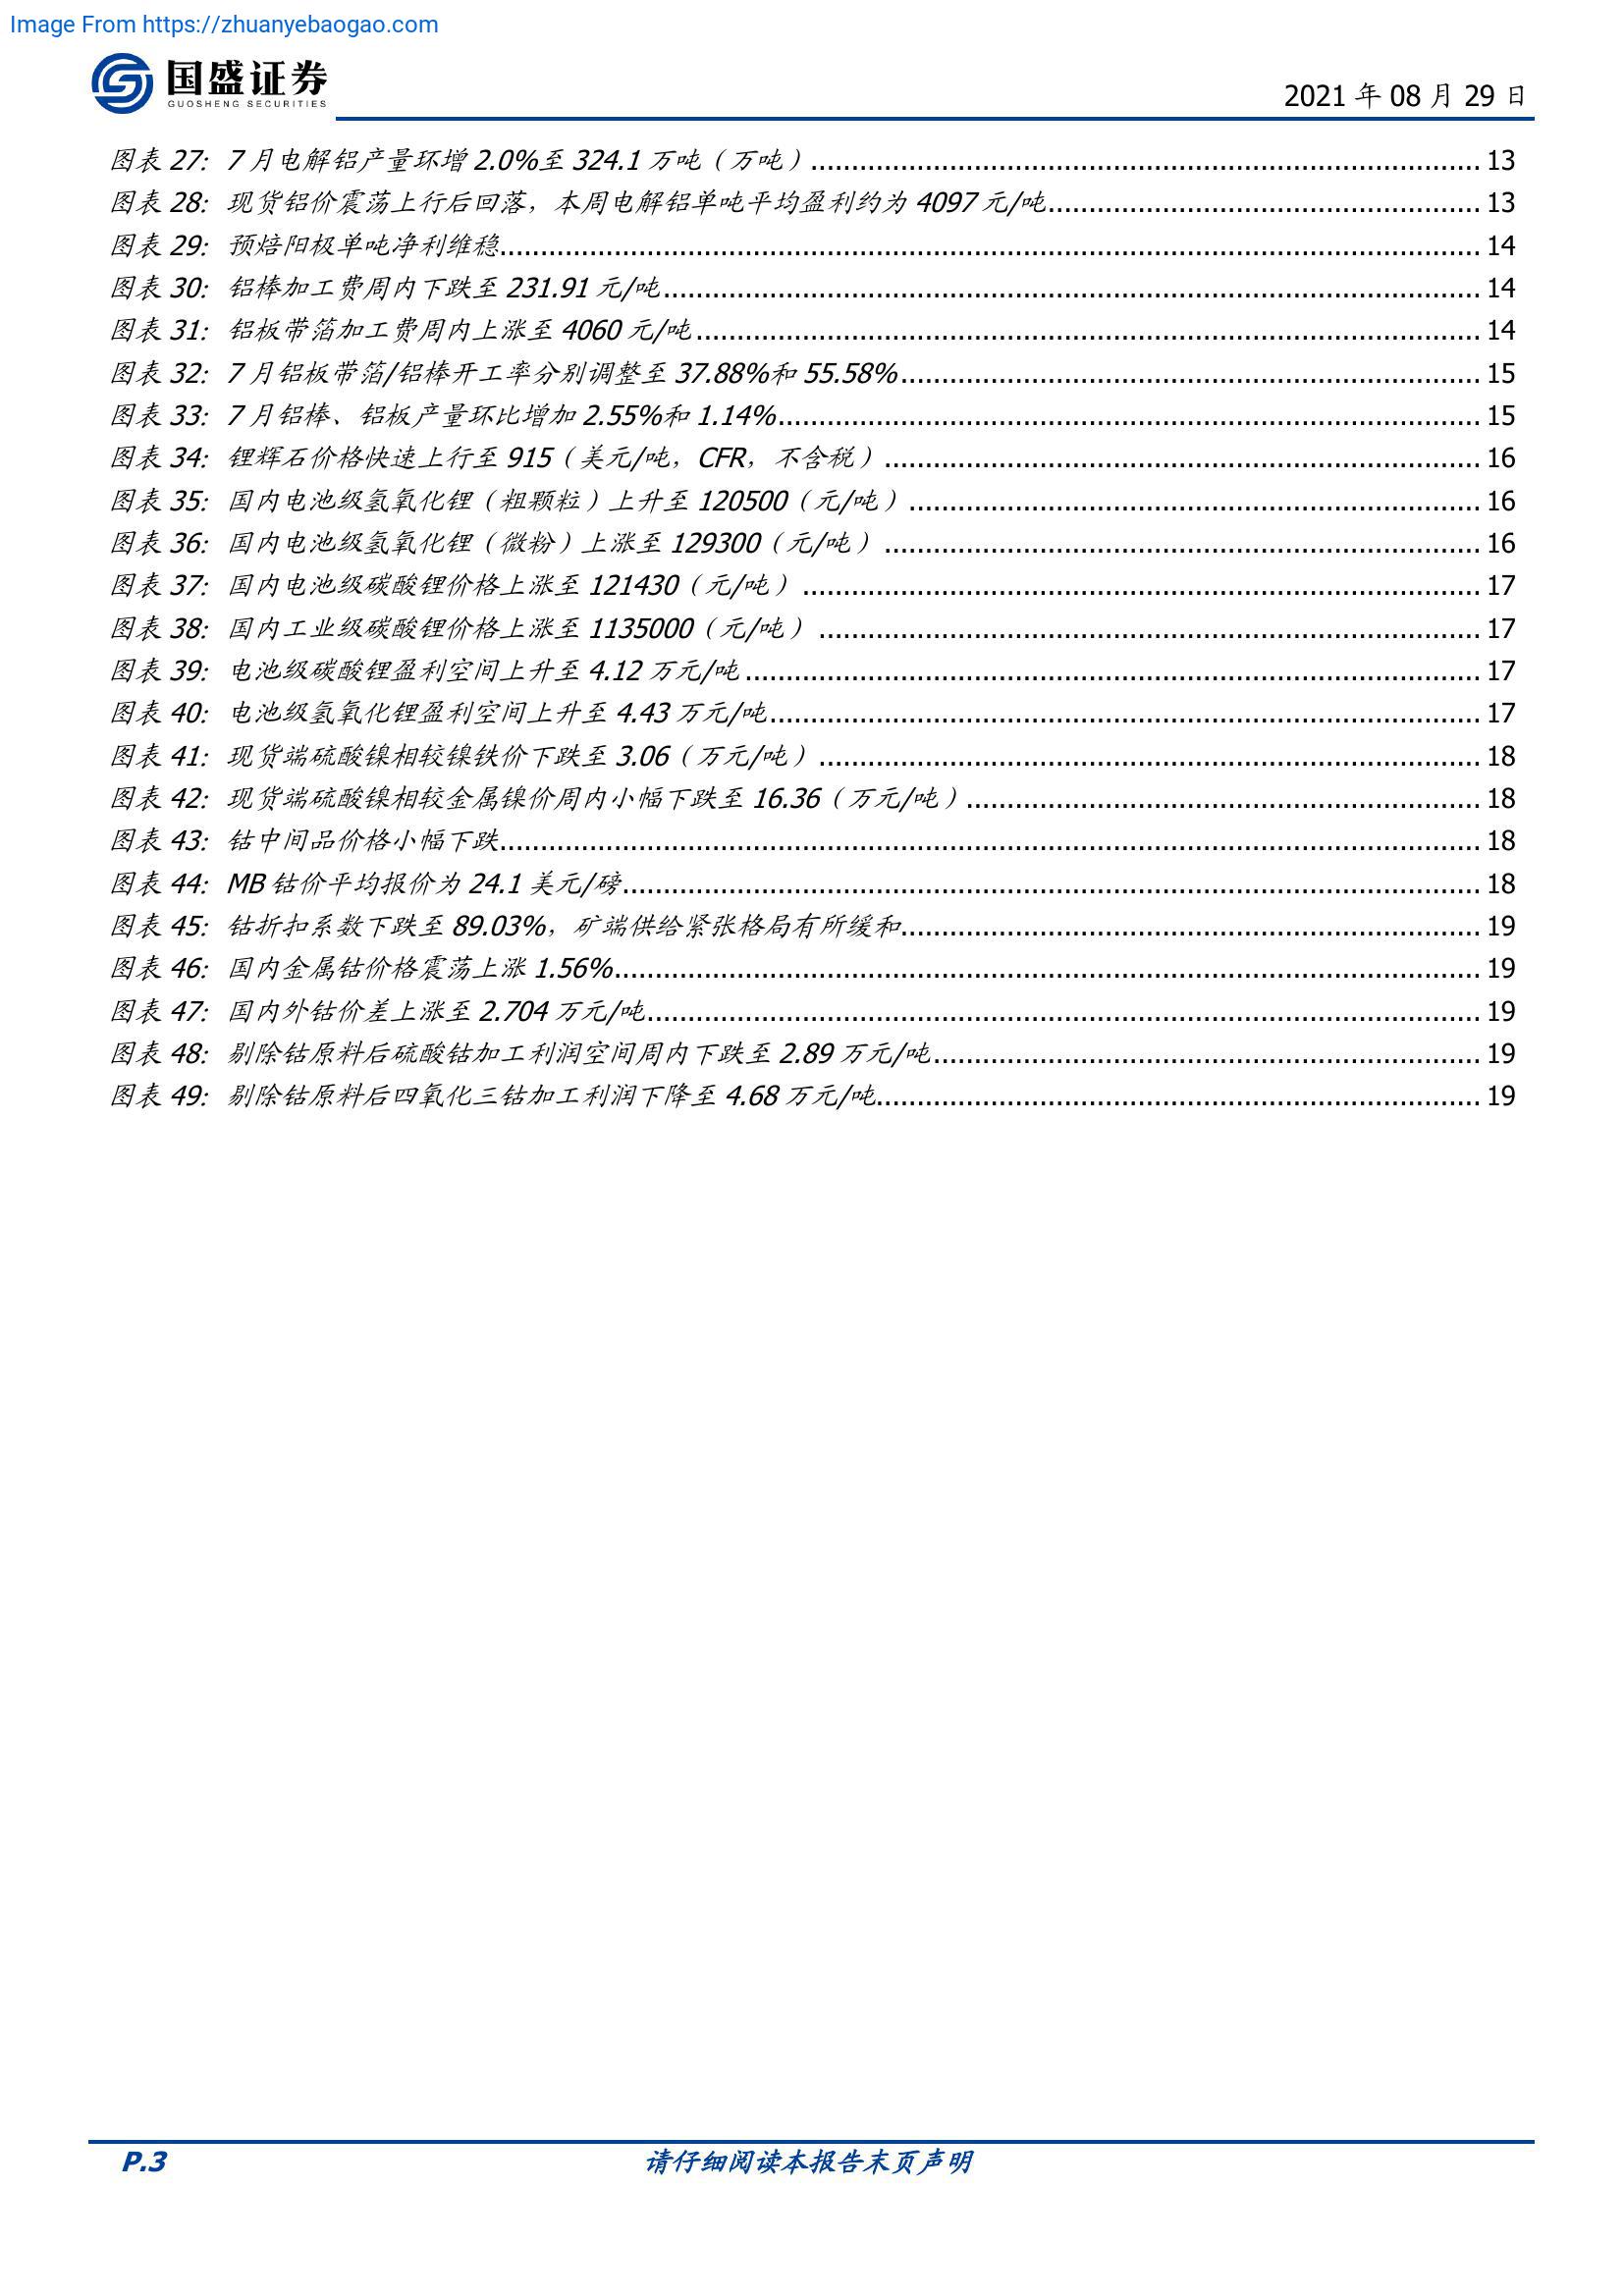 Image From https://zhuanyebaogao.com
国盛证券
GUOSHENG SECURITIES
2021 年 08 月 29 日
图表 27: 7 月电解铝产量环增 2.0%至 324.1 万吨（万吨）.......... 13
图表 28: 现货铝价震荡上行后回落，本周电解铝单吨平均盈利约为 4097 元/吨.......... 13
图表 29: 预焙阳极单吨净利维稳.......... 14
图表 30: 铝棒加工费周内下跌至 231.91 元/吨.......... 14
图表 31: 铝板带箔加工费周内上涨至 4060 元/吨.......... 14
图表 32: 7 月铝板带箔/铝棒开工率分别调整至 37.88%和 55.58%.......... 15
图表 33: 7 月铝棒、铝板产量环比增加 2.55%和 1.14%.......... 15
图表 34: 锂辉石价格快速上行至 915（美元/吨，CFR，不含税）.......... 16
图表 35: 国内电池级氢氧化锂（粗颗粒）上升至 120500（元/吨）.......... 16
图表 36: 国内电池级氢氧化锂（微粉）上涨至 129300（元/吨）.......... 16
图表 37: 国内电池级碳酸锂价格上涨至 121430（元/吨）.......... 17
图表 38: 国内工业级碳酸锂价格上涨至 1135000（元/吨）.......... 17
图表 39: 电池级碳酸锂盈利空间上升至 4.12 万元/吨.......... 17
图表 40: 电池级氢氧化锂盈利空间上升至 4.43 万元/吨.......... 17
图表 41: 现货端硫酸镍相较镍铁价下跌至 3.06（万元/吨）.......... 18
图表 42: 现货端硫酸镍相较金属镍价周内小幅下跌至 16.36（万元/吨）.......... 18
图表 43: 钴中间品价格小幅下跌.......... 18
图表 44: MB 钴价平均报价为 24.1 美元/磅.......... 18
图表 45: 钴折扣系数下跌至 89.03%，矿端供给紧张格局有所缓和.......... 19
图表 46: 国内金属钴价格震荡上涨 1.56%.......... 19
图表 47: 国内外钴价差上涨至 2.704 万元/吨.......... 19
图表 48: 剔除钴原料后硫酸钴加工利润空间周内下跌至 2.89 万元/吨.......... 19
图表 49: 剔除钴原料后四氧化三钴加工利润下降至 4.68 万元/吨.......... 19
P.3
请仔细阅读本报告末页声明